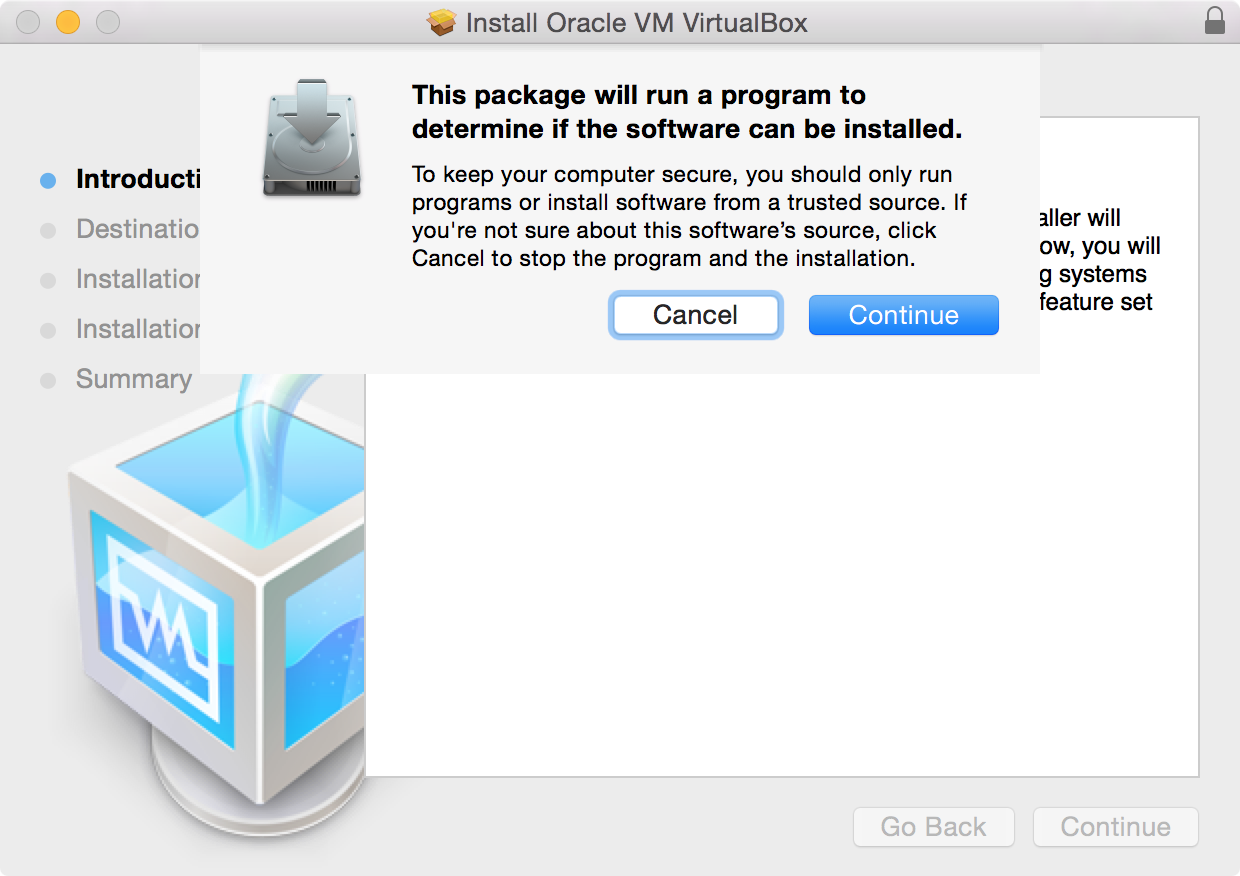 Install Oracle VM VirtualBox
This package will run a program to
determine if the software can be installed.
To keep your computer secure, you should only run
programs or install software from a trusted source. If
you're not sure about this software’s source, click
Cancel to stop the program and the installation.
Cancel
Continue
Introducti
Destinatio
Installation
Installation
Summary
aller will
ow, you will
g systems
feature set
VM
Go Back
Continue